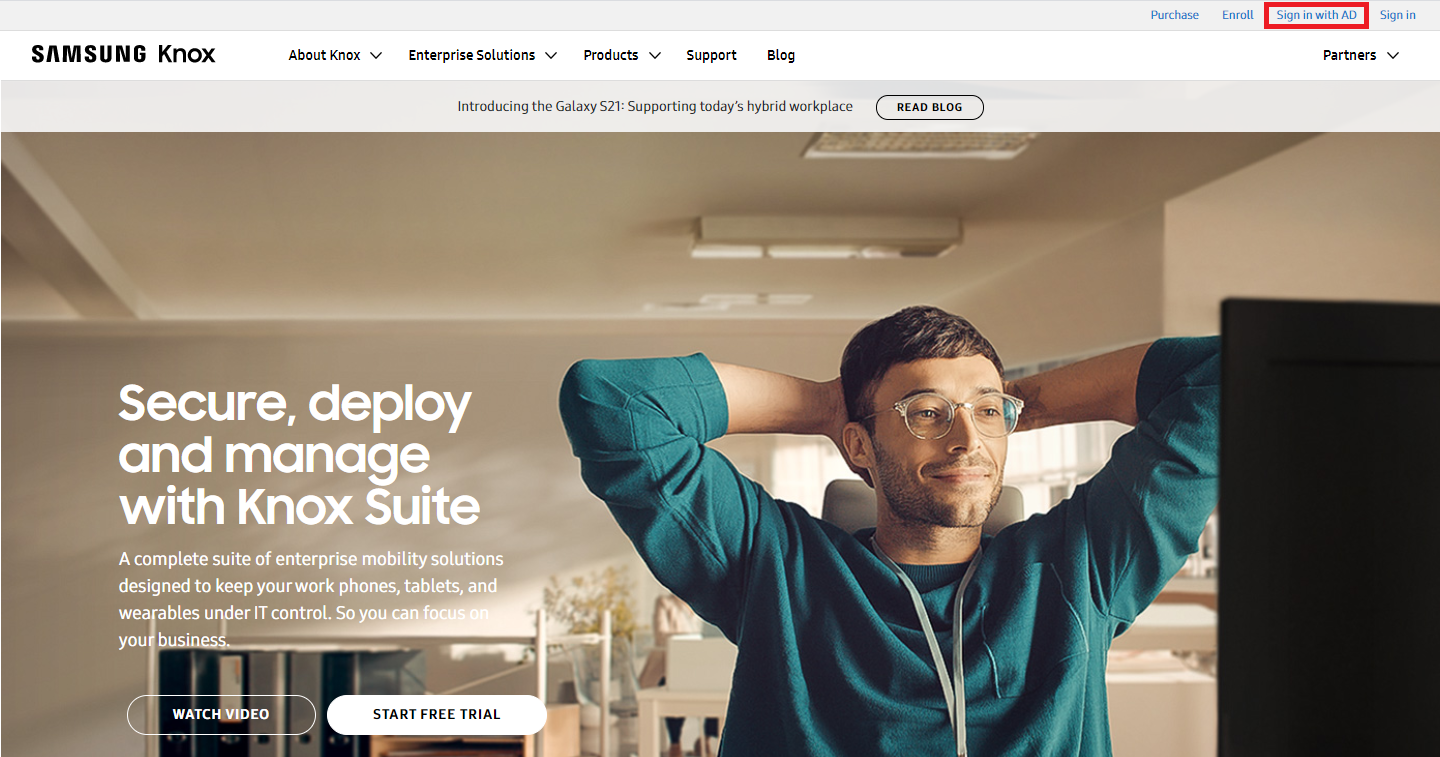 Purchase Enroll Sign in with AD Sign in
SAMSUNG Knox About Knox Enterprise Solutions Products Support Blog Partners
Introducing the Galaxy S21: Supporting today's hybrid workplace READ BLOG
Secure, deploy
and manage
with Knox Suite
A complete suite of enterprise mobility solutions
designed to keep your work phones, tablets, and
wearables under IT control. So you can focus on
your business.
WATCH VIDEO START FREE TRIAL